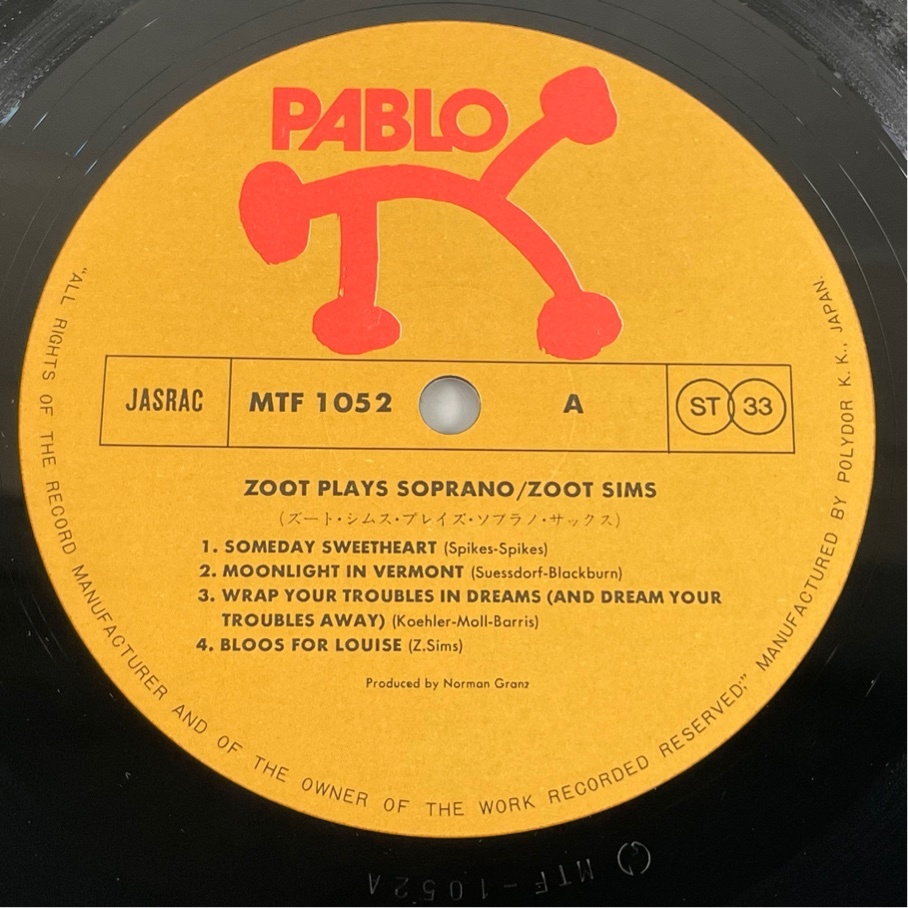 PABLO
JASRAC
MTF 1052
A
ST 33
ZOOT PLAYS SOPRANO/ZOOT SIMS
(ズート・シムス・プレイズ・ソプラノ・サックス)
1. SOMEDAY SWEETHEART (Spikes-Spikes)
2. MOONLIGHT IN VERMONT (Suessdorf-Blackburn)
3. WRAP YOUR TROUBLES IN DREAMS (AND DREAM YOUR
TROUBLES AWAY) (Koehler-Moll-Barris)
4. BLOOS FOR LOUISE (Z.Sims)
Produced by Norman Granz
"ALL RIGHTS OF THE RECORD MANUFACTURER AND OF THE OWNER OF THE WORK RECORDED RESERVED;" MANUFACTURED BY POLYDOR K. K., JAPAN.
MTF-1052A